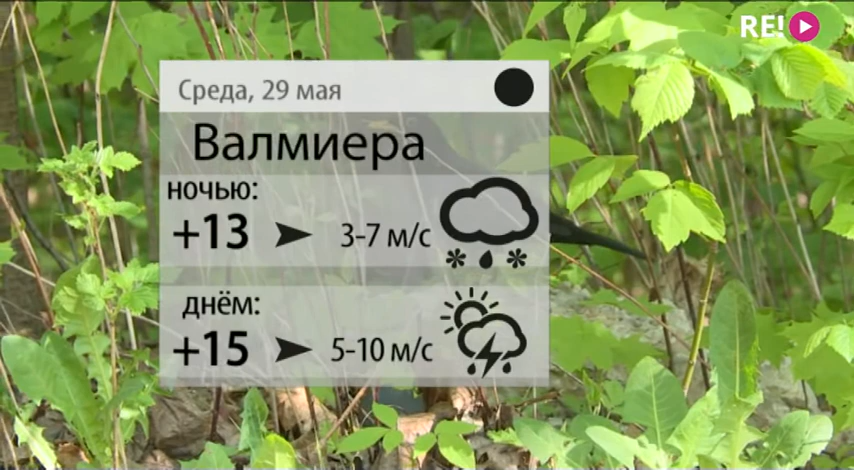 RE!
Среда, 29 мая
Валмиера
ночью:
+13 3-7 м/с
днём:
+15 5-10 м/с